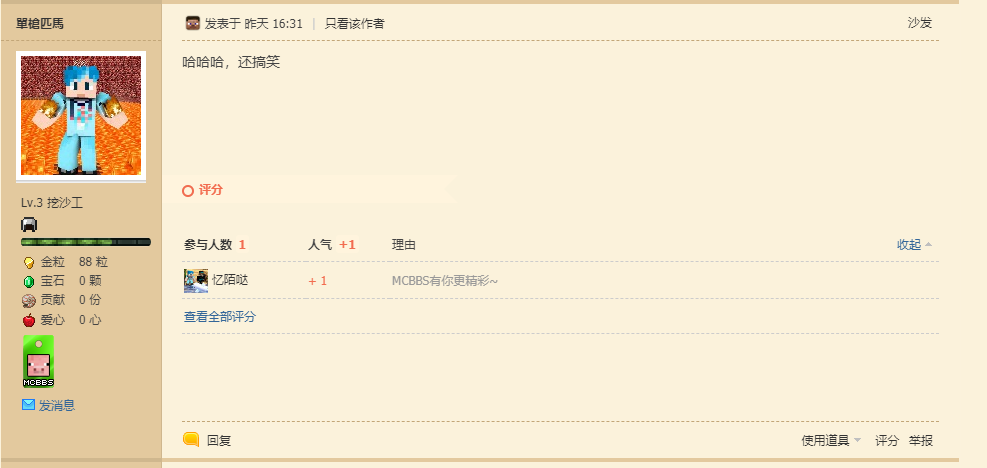 單槍匹馬
发表于 昨天 16:31 | 只看该作者
沙发
哈哈哈，还搞笑
评分
Lv.3 挖沙工
参与人数 1 人气 +1 理由 收起
金粒 88 粒
宝石 0 颗
忆陌哒 + 1 MCBBS有你更精彩~
贡献 0 份
爱心 0 心
查看全部评分
MCBBS
发消息
回复
使用道具 评分 举报